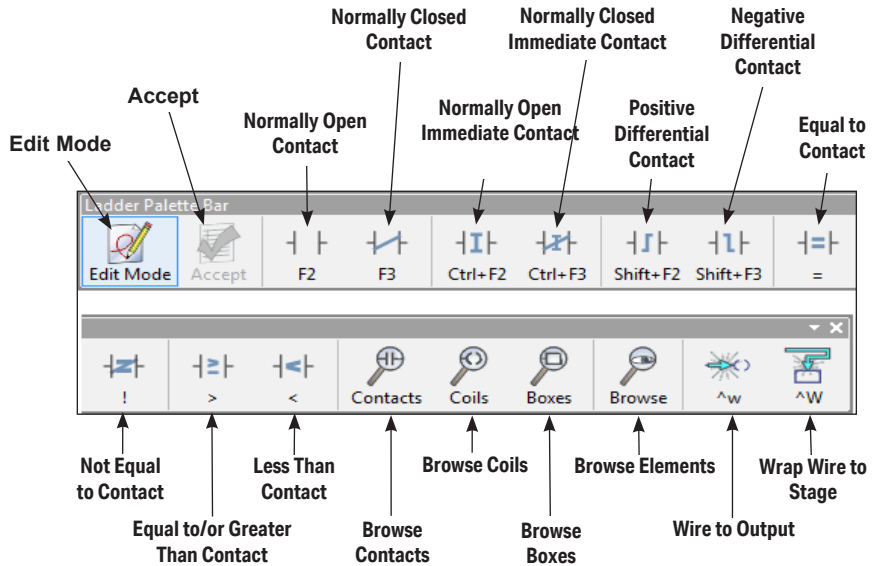 Normally Closed
Contact
Normally Closed
Immediate Contact
Negative
Differential
Contact
Accept
Normally Open
Contact
Normally Open
Immediate Contact
Positive
Differential
Contact
Equal to
Contact
Edit Mode
Ladder Palette Bar
Edit Mode
Accept
F2
F3
Ctrl+F2
Ctrl+F3
Shift+F2
Shift+F3
=
!
>
<
Contacts
Coils
Boxes
Browse
^w
^W
Not Equal
to Contact
Less Than
Contact
Browse Coils
Browse Elements
Wrap Wire to
Stage
Equal to/or Greater
Than Contact
Browse
Contacts
Browse
Boxes
Wire to Output